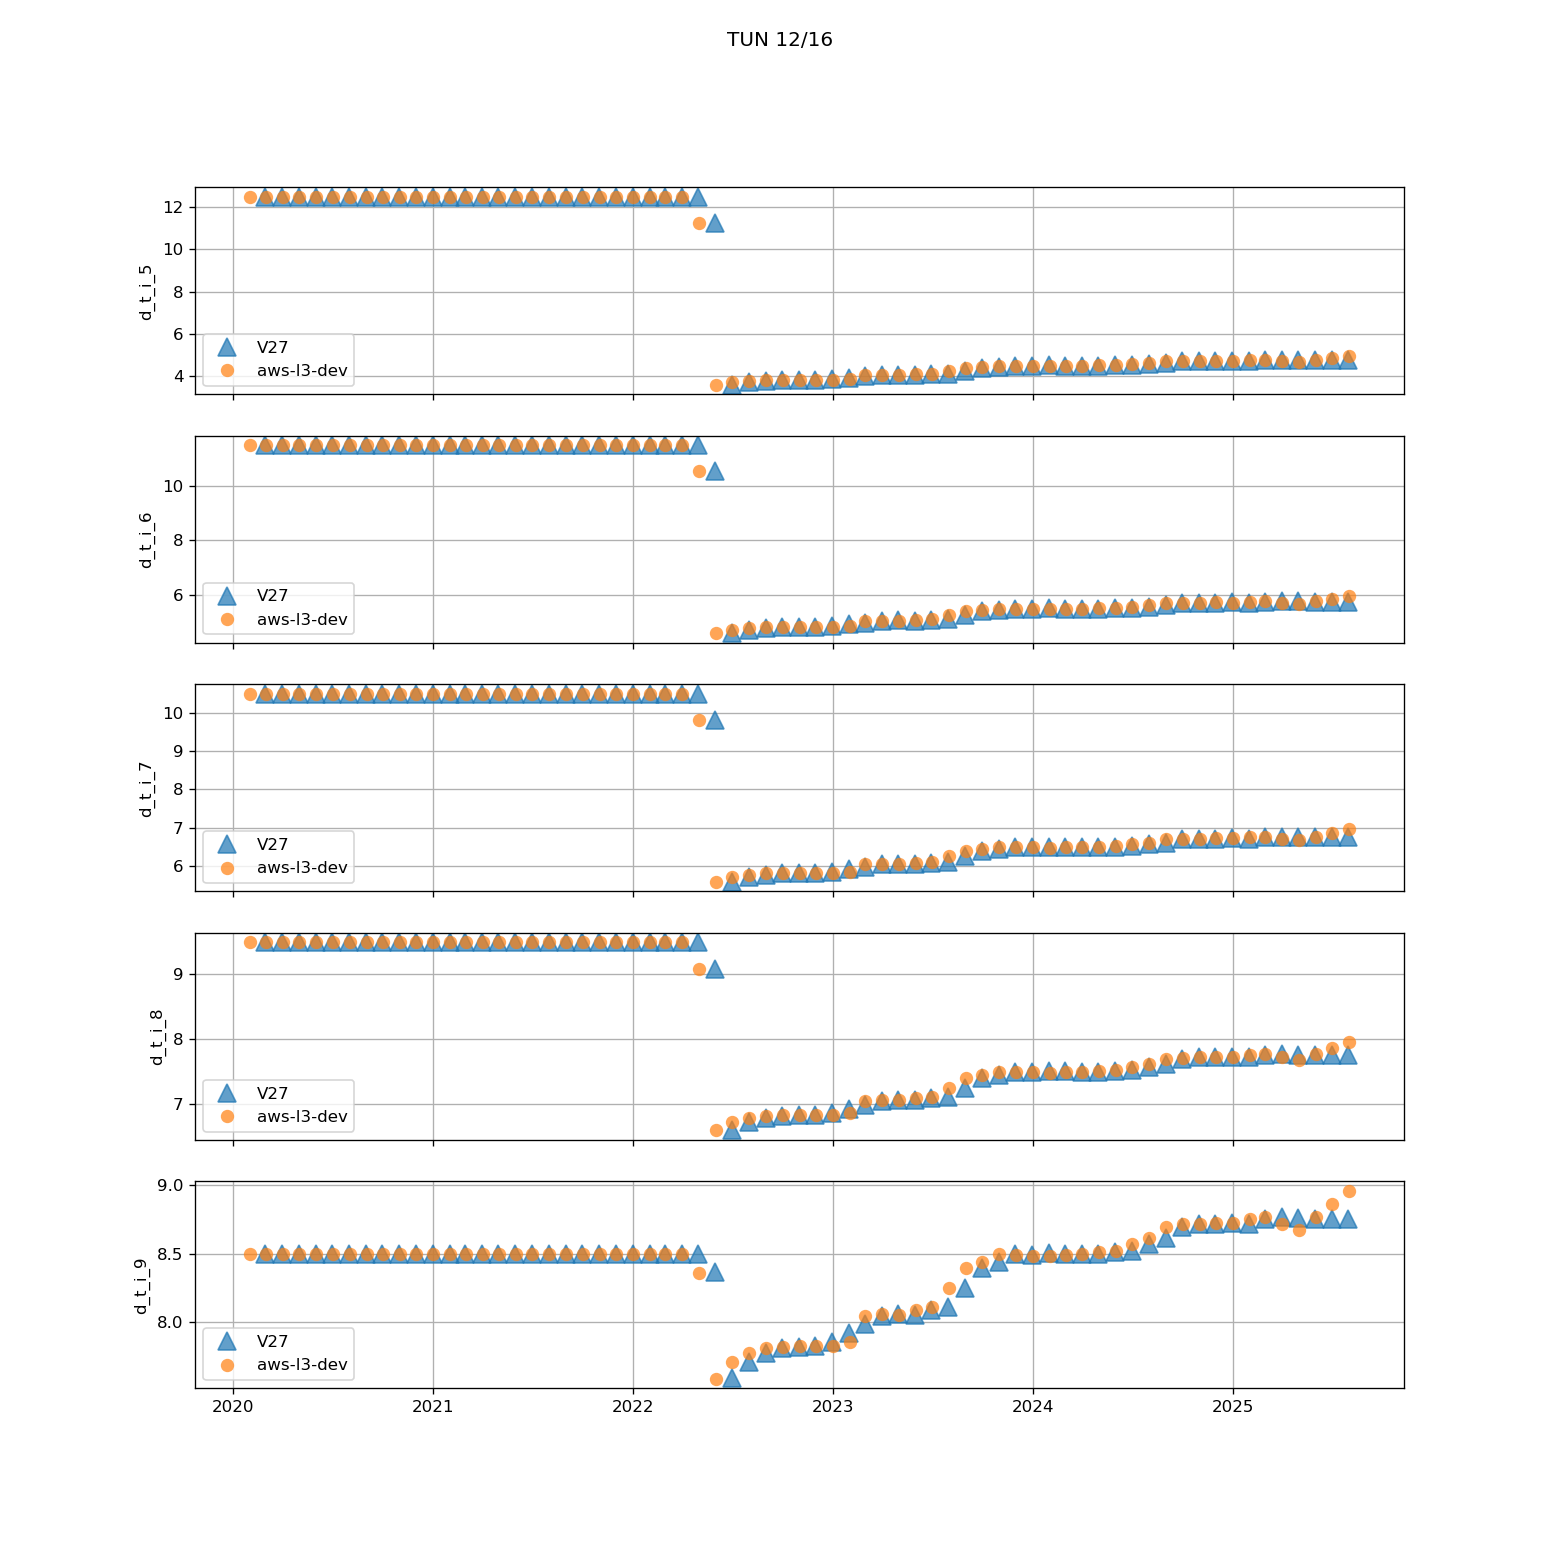 TUN 12/16
12
10
8
6
4
d_t_i_5
V27
aws-l3-dev
10
8
6
d_t_i_6
V27
aws-l3-dev
10
9
8
7
6
d_t_i_7
V27
aws-l3-dev
9
8
7
d_t_i_8
V27
aws-l3-dev
9.0
8.5
8.0
d_t_i_9
V27
aws-l3-dev
2020 2021 2022 2023 2024 2025